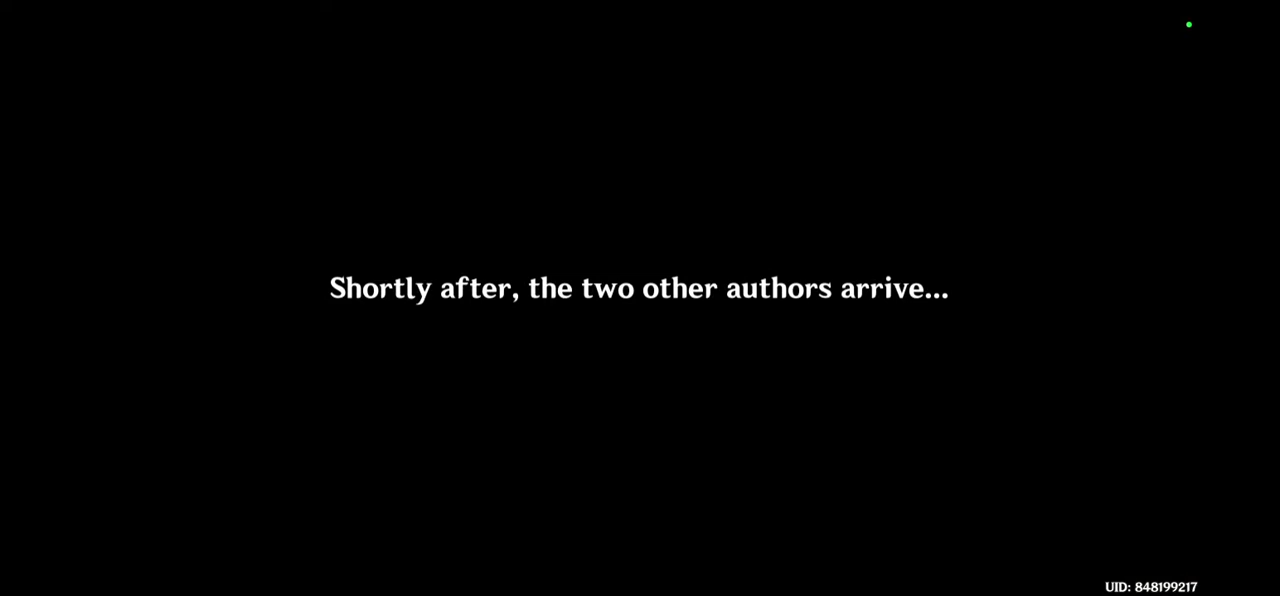 Shortly after, the two other authors arrive...
UID: 848199217